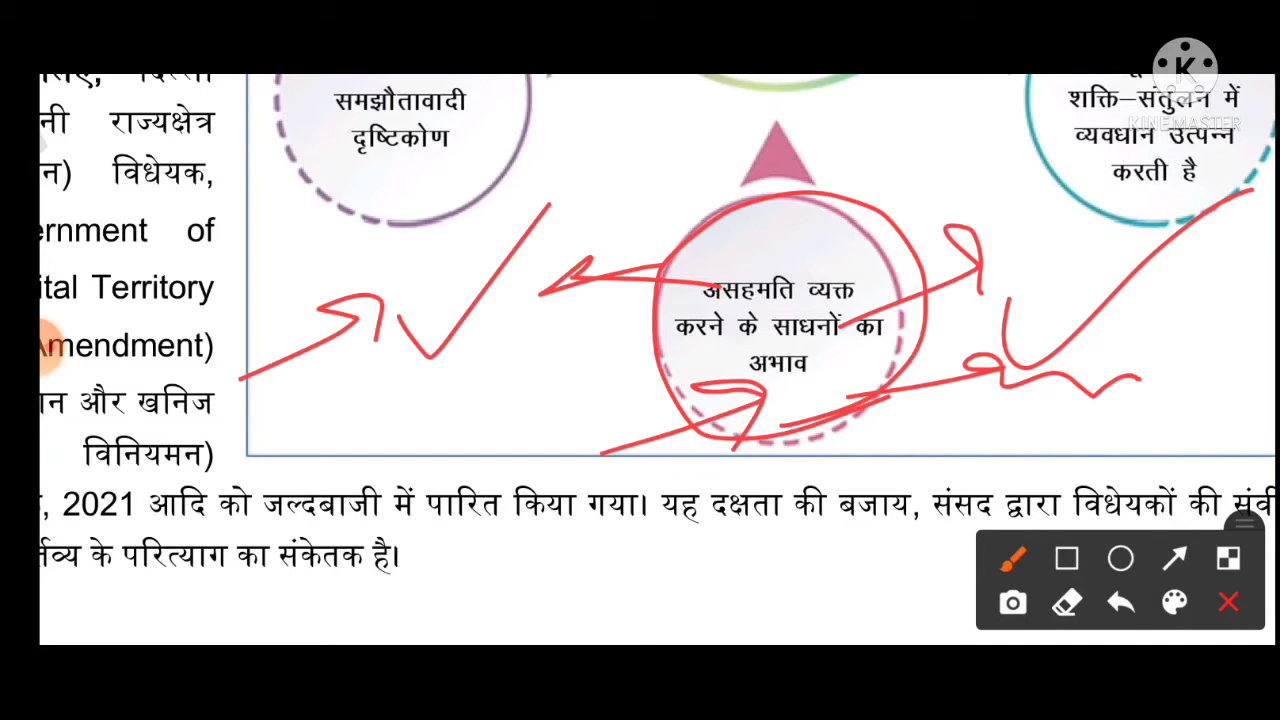 दिल्ली
नी राज्यक्षेत्र
न) विधेयक,
ernment of
ital Territory
Amendment)
ान और खनिज
विनियमन)
समझौतावादी
दृष्टिकोण
शक्ति–संतुलन में
व्यवधान उत्पन्न
करती है
असहमति व्यक्त
करने के साधनों का
अभाव
, 2021 आदि को जल्दबाजी में पारित किया गया। यह दक्षता की बजाय, संसद द्वारा विधेयकों की संवी
र्तव्य के परित्याग का संकेतक है।
K
KINEMASTER